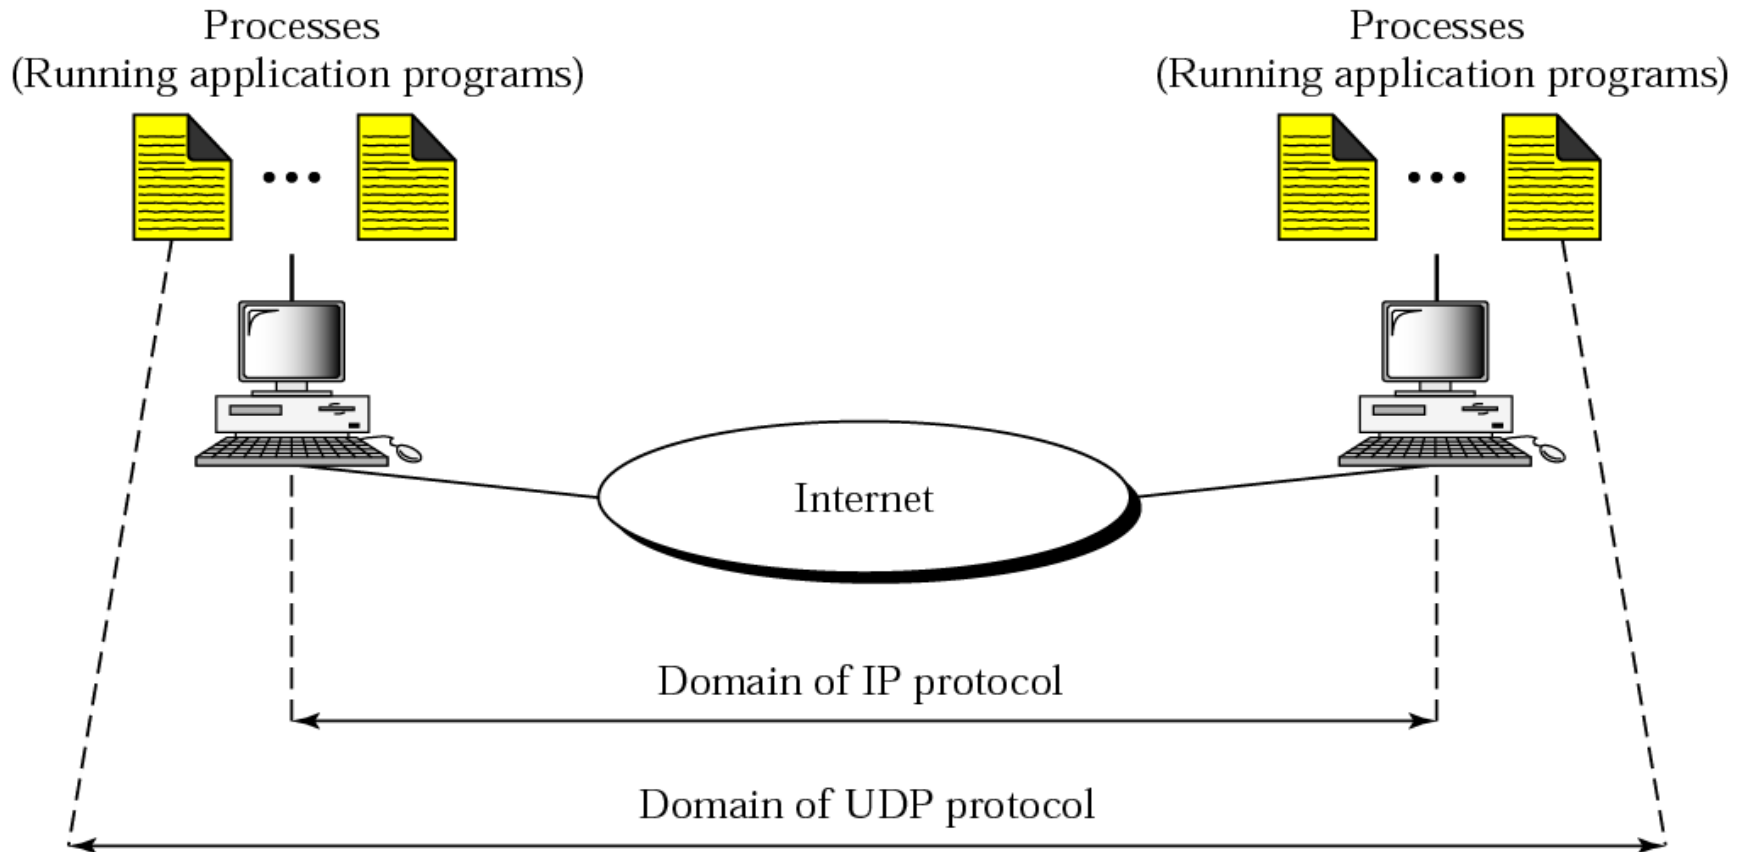 Processes
(Running application programs)
Processes
(Running application programs)
Internet
Domain of IP protocol
Domain of UDP protocol